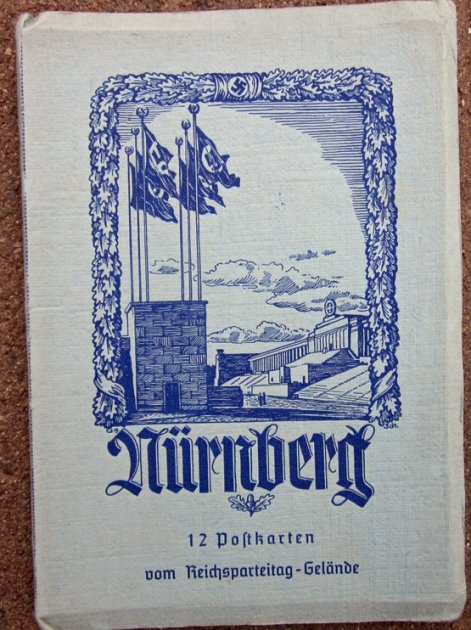 Nürnberg
12 Poſtkarten
vom Reichsparteitag-Gelände